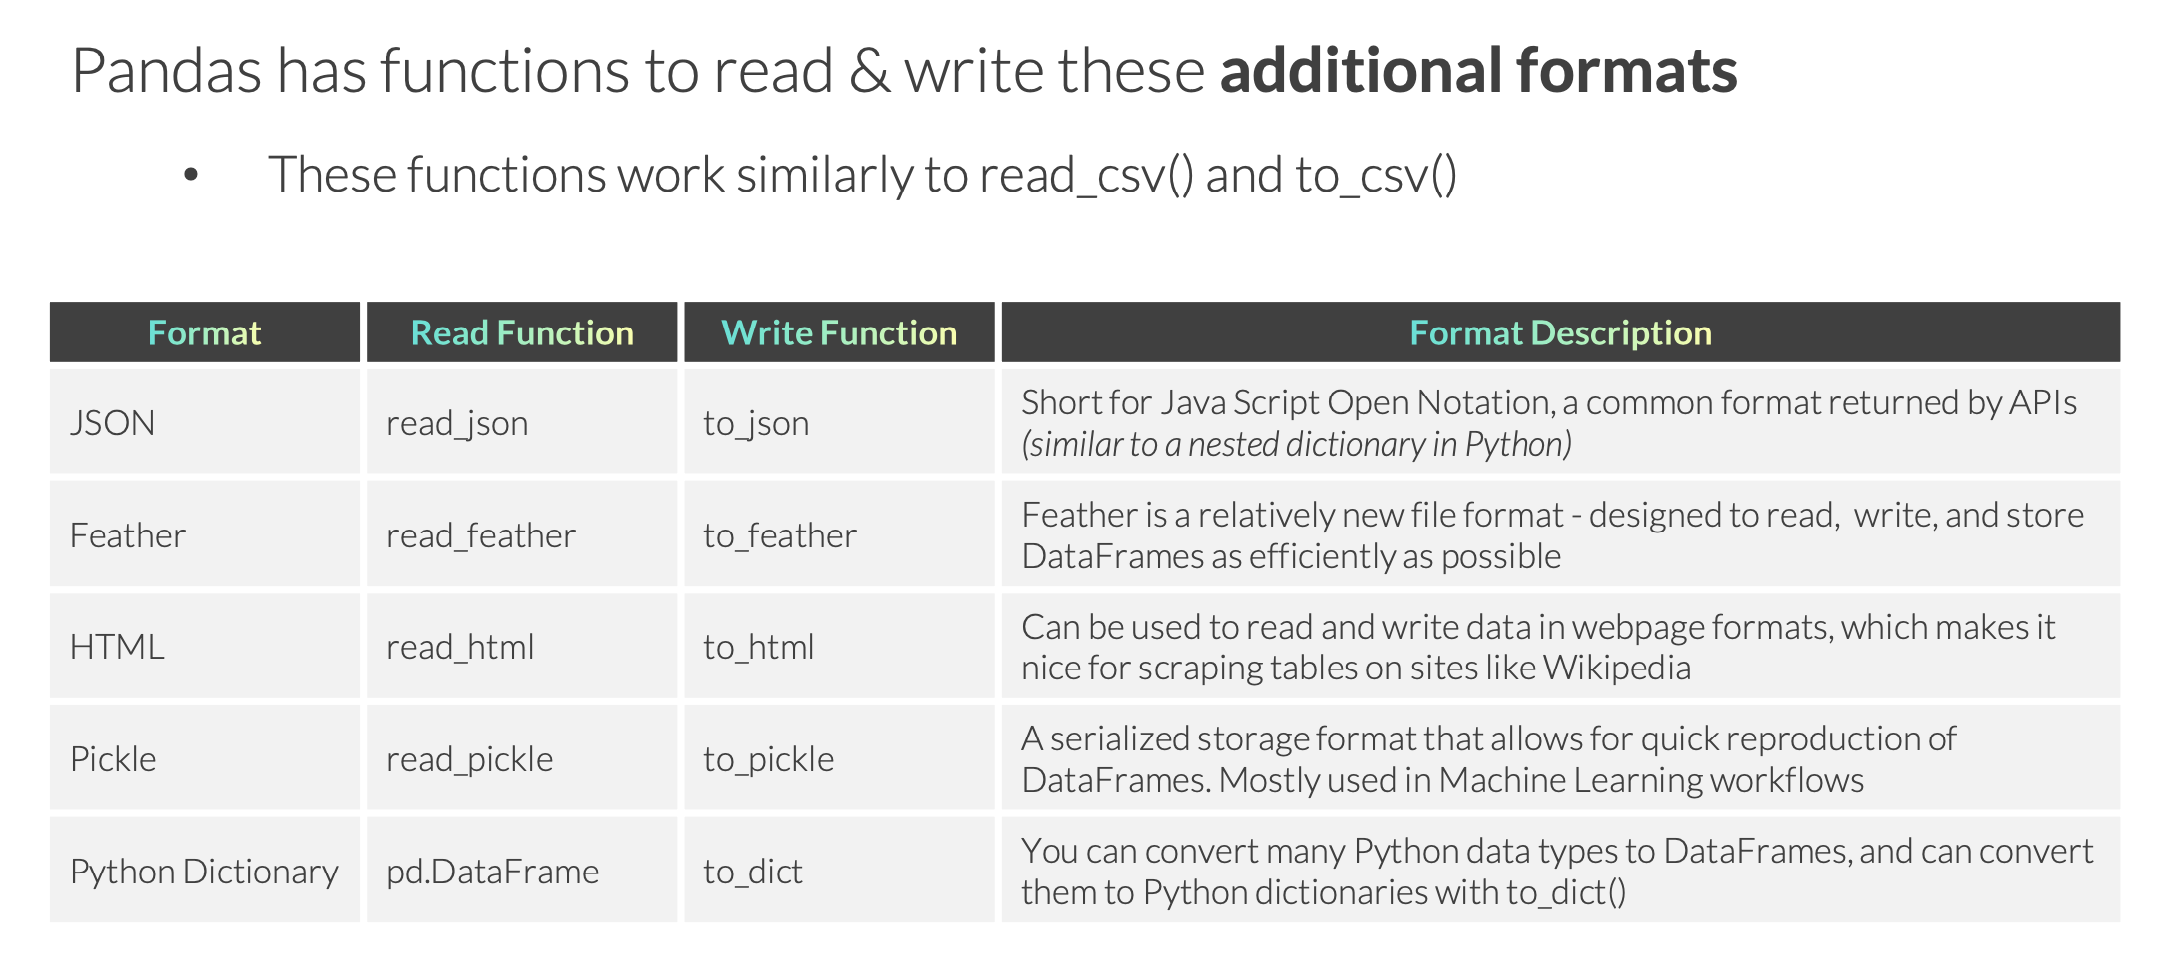 Pandas has functions to read & write these additional formats
• These functions work similarly to read_csv() and to_csv()
Format Read Function Write Function Format Description
JSON read_json to_json Short for Java Script Open Notation, a common format returned by APIs
(similar to a nested dictionary in Python)
Feather read_feather to_feather Feather is a relatively new file format - designed to read,  write, and store
DataFrames as efficiently as possible
HTML read_html to_html Can be used to read and write data in webpage formats, which makes it
nice for scraping tables on sites like Wikipedia
Pickle read_pickle to_pickle A serialized storage format that allows for quick reproduction of
DataFrames. Mostly used in Machine Learning workflows
Python Dictionary pd.DataFrame to_dict You can convert many Python data types to DataFrames, and can convert
them to Python dictionaries with to_dict()